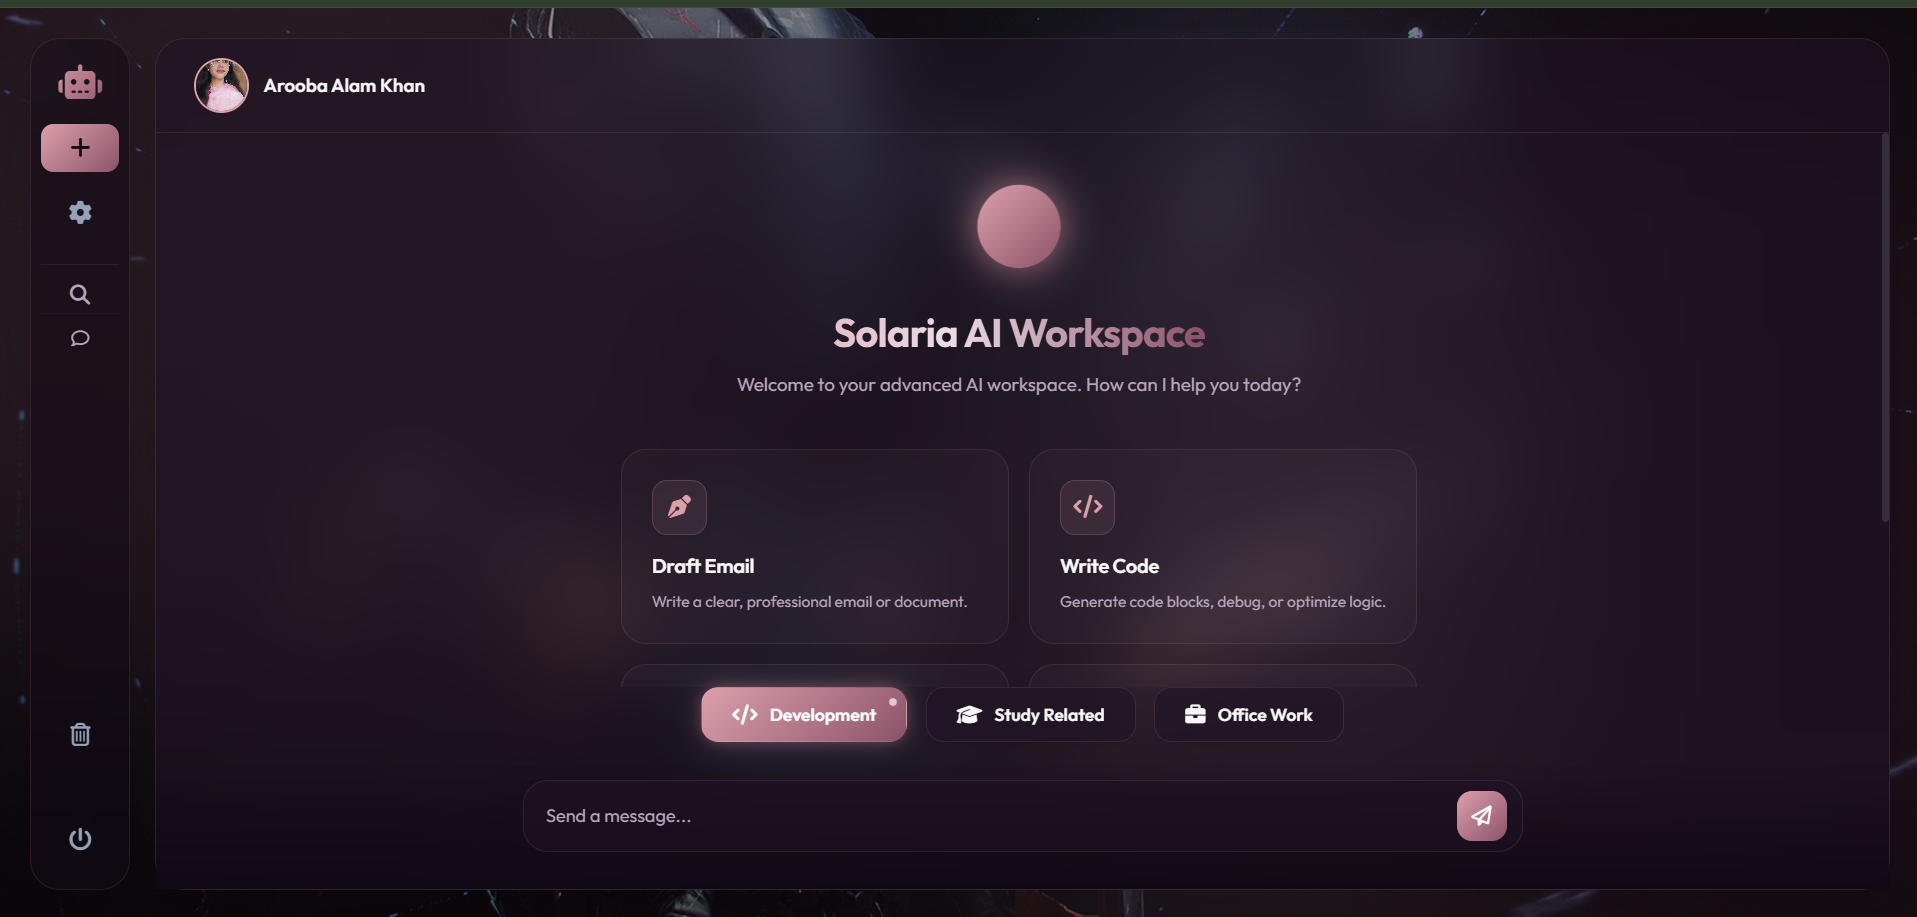 Arooba Alam Khan
Solaria AI Workspace
Welcome to your advanced AI workspace. How can I help you today?
Draft Email
Write a clear, professional email or document.
Write Code
Generate code blocks, debug, or optimize logic.
Development
Study Related
Office Work
Send a message...